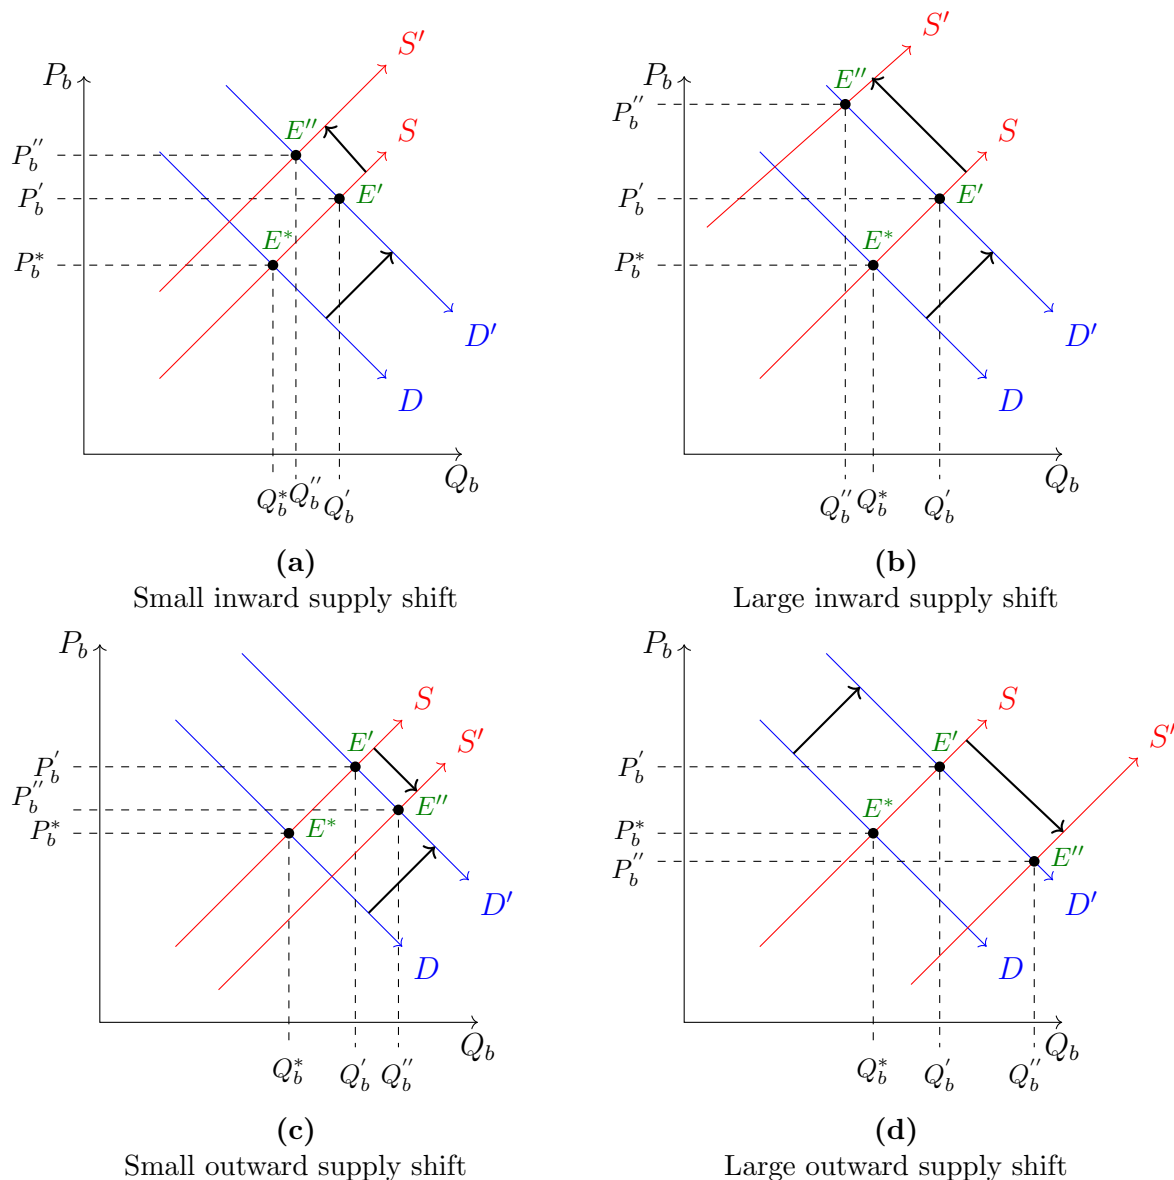 S′
P_b
E″
S
P_b″
E′
P_b′
E*
P_b*
D′
D
Q_b
Q_b* Q_b″ Q_b′
(a)
Small inward supply shift
S′
P_b
E″
P_b″
S
E′
P_b′
E*
P_b*
D′
D
Q_b
Q_b″ Q_b* Q_b′
(b)
Large inward supply shift
P_b
S
S′
E′
P_b′
P_b″
E″
P_b*
E*
D′
D
Q_b
Q_b* Q_b′ Q_b″
(c)
Small outward supply shift
P_b
S
S′
E′
P_b′
E*
P_b*
P_b″
E″
D′
D
Q_b
Q_b* Q_b′ Q_b″
(d)
Large outward supply shift